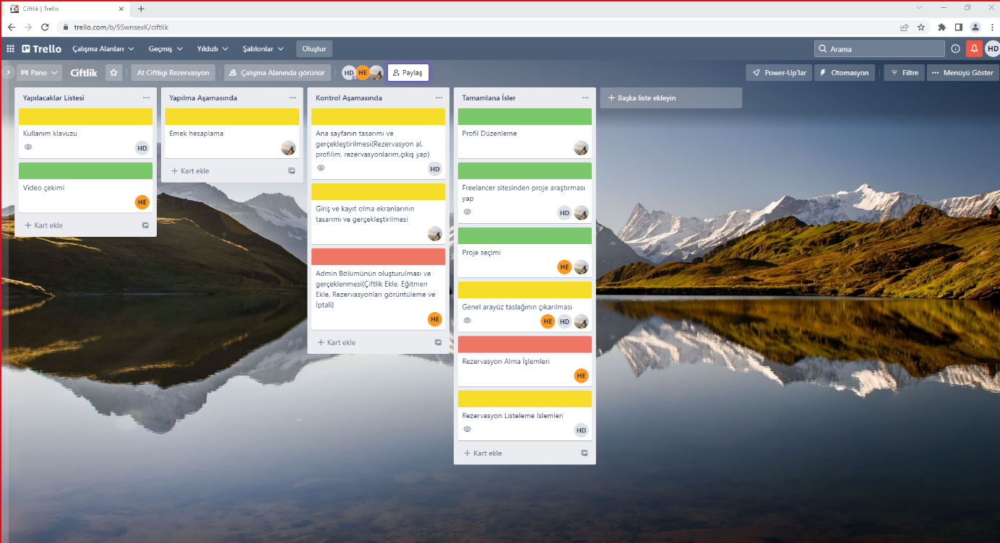 Ciftlik | Trello
trello.com/b/5SwnsexK/ciftlik
Trello
Çalışma Alanları
Geçmiş
Yıldızlı
Şablonlar
Oluştur
Arama
HD
Pano
Ciftlik
At Ciftligi Rezervasyon
Çalışma Alanında görünür
HD
HE
Paylaş
Power-Up'lar
Otomasyon
Filtre
Menüyü Göster
Yapılacaklar Listesi
Kullanım klavuzu
HD
Video çekimi
HE
Kart ekle
Yapılma Aşamasında
Emek hesaplama
Kart ekle
Kontrol Aşamasında
Ana sayfanın tasarımı ve
gerçekleştirilmesi(Rezervasyon al,
profilim, rezervasyonlarım,çıkış yap)
HD
Giriş ve kayıt olma ekranlarının
tasarımı ve gerçekleştirilmesi
Admin Bölümünün oluşturulması ve
gerçeklenmesi(Çiftlik Ekle, Eğitmen
Ekle, Rezervasyonları görüntüleme ve
İptali)
HE
Kart ekle
Tamamlana İsler
Profil Düzenleme
Freelancer sitesinden proje araştırması
yap
HD
Proje seçimi
HE
Genel arayüz taslağının çıkarılması
HE HD
Rezervasyon Alma İşlemleri
HE
Rezervasyon Listeleme İslemleri
HD
Kart ekle
Başka liste ekleyin